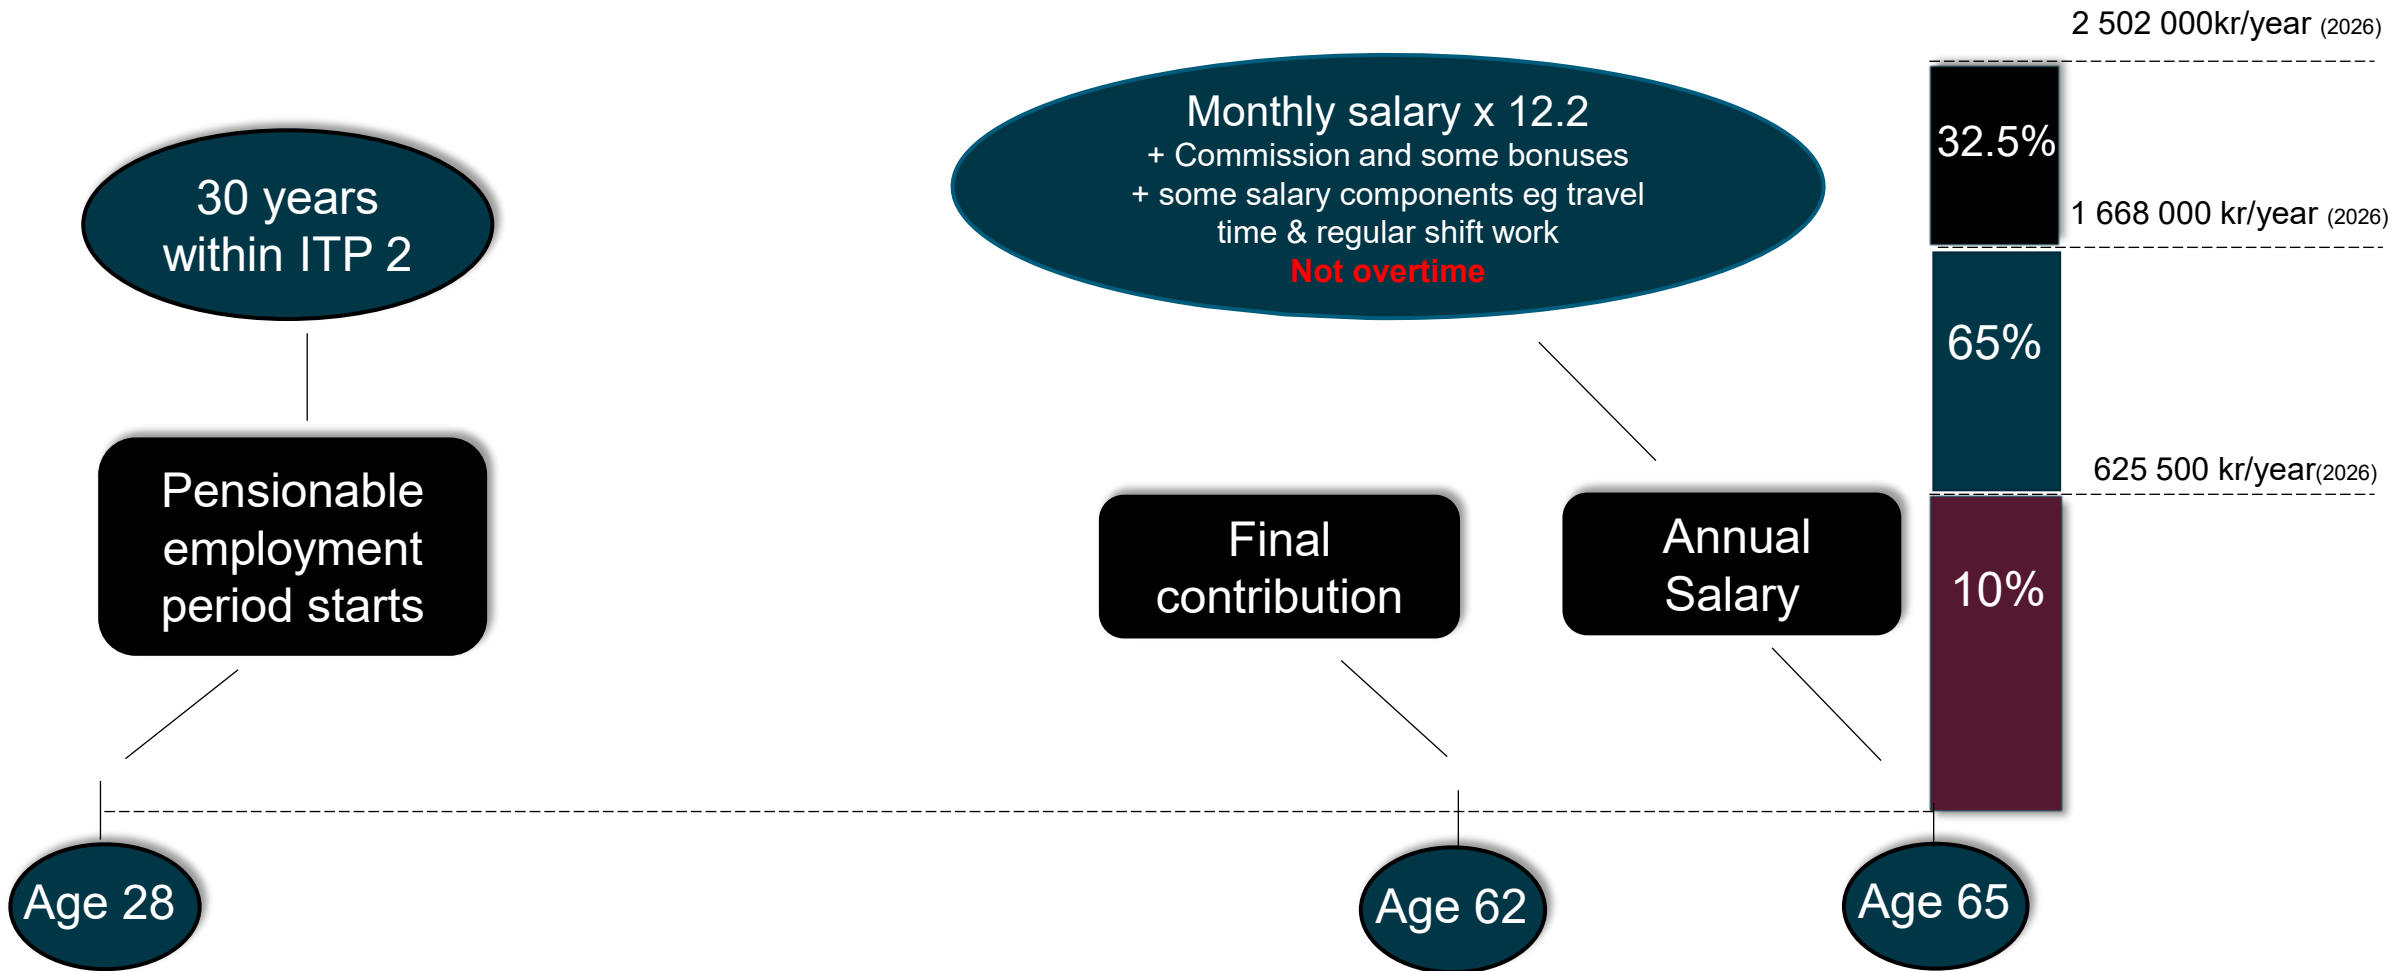 2 502 000kr/year (2026)
Monthly salary x 12.2
+ Commission and some bonuses
+ some salary components eg travel
time & regular shift work
Not overtime
32.5%
30 years
within ITP 2
1 668 000 kr/year (2026)
65%
625 500 kr/year(2026)
Pensionable
employment
period starts
Final
contribution
Annual
Salary
10%
Age 28
Age 62
Age 65